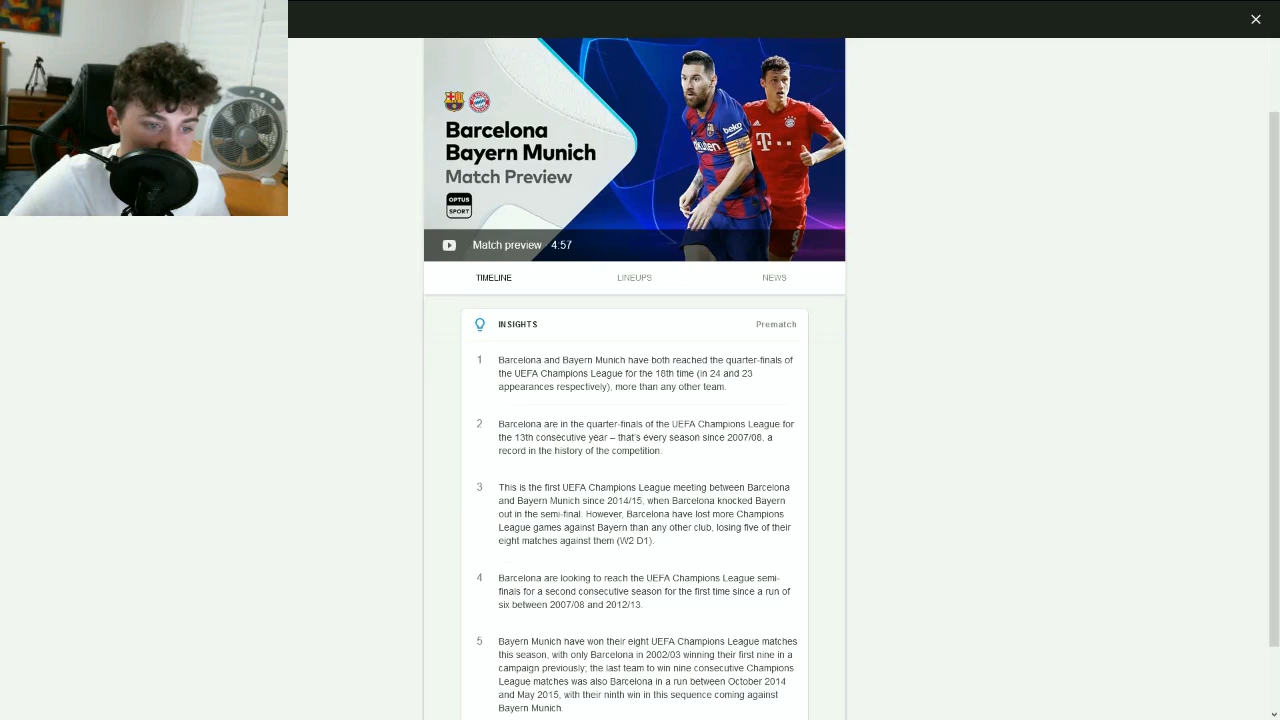 Barcelona
Bayern Munich
Match Preview
OPTUS
SPORT
beko
Rakuten
T
Match preview 4:57
TIMELINE LINEUPS NEWS
INSIGHTS Prematch
1 Barcelona and Bayern Munich have both reached the quarter-finals of
the UEFA Champions League for the 18th time (in 24 and 23
appearances respectively), more than any other team.
2 Barcelona are in the quarter-finals of the UEFA Champions League for
the 13th consecutive year – that's every season since 2007/08, a
record in the history of the competition.
3 This is the first UEFA Champions League meeting between Barcelona
and Bayern Munich since 2014/15, when Barcelona knocked Bayern
out in the semi-final. However, Barcelona have lost more Champions
League games against Bayern than any other club, losing five of their
eight matches against them (W2 D1).
4 Barcelona are looking to reach the UEFA Champions League semi-
finals for a second consecutive season for the first time since a run of
six between 2007/08 and 2012/13.
5 Bayern Munich have won their eight UEFA Champions League matches
this season, with only Barcelona in 2002/03 winning their first nine in a
campaign previously; the last team to win nine consecutive Champions
League matches was also Barcelona in a run between October 2014
and May 2015, with their ninth win in this sequence coming against
Bayern Munich.